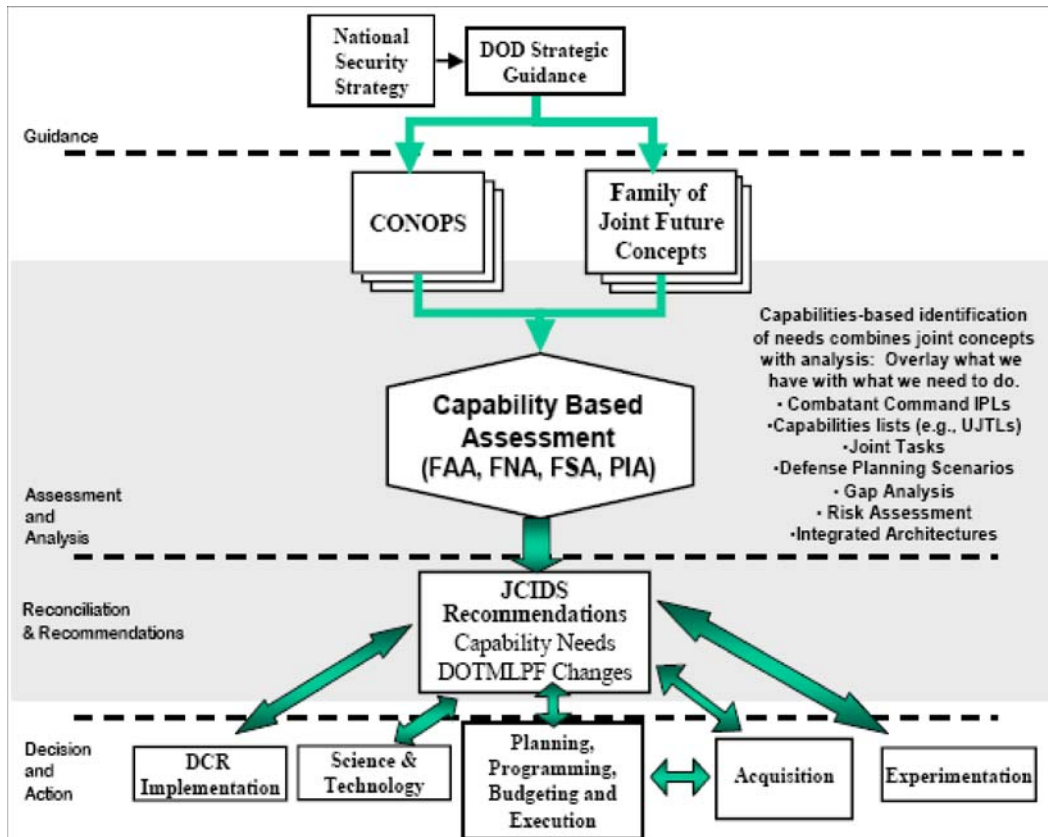 National
Security
Strategy
DOD Strategic
Guidance
Guidance
CONOPS
Family of
Joint Future
Concepts
Capabilities-based identification
of needs combines joint concepts
with analysis: Overlay what we
have with what we need to do.
• Combatant Command IPLs
•Capabilities lists (e.g., UJTLs)
•Joint Tasks
•Defense Planning Scenarios
• Gap Analysis
• Risk Assessment
•Integrated Architectures
Capability Based
Assessment
(FAA, FNA, FSA, PIA)
Assessment
and
Analysis
Reconciliation
& Recommendations
JCIDS
Recommendations
Capability Needs
DOTMLPF Changes
Decision
and
Action
DCR
Implementation
Science &
Technology
Planning,
Programming,
Budgeting and
Execution
Acquisition
Experimentation